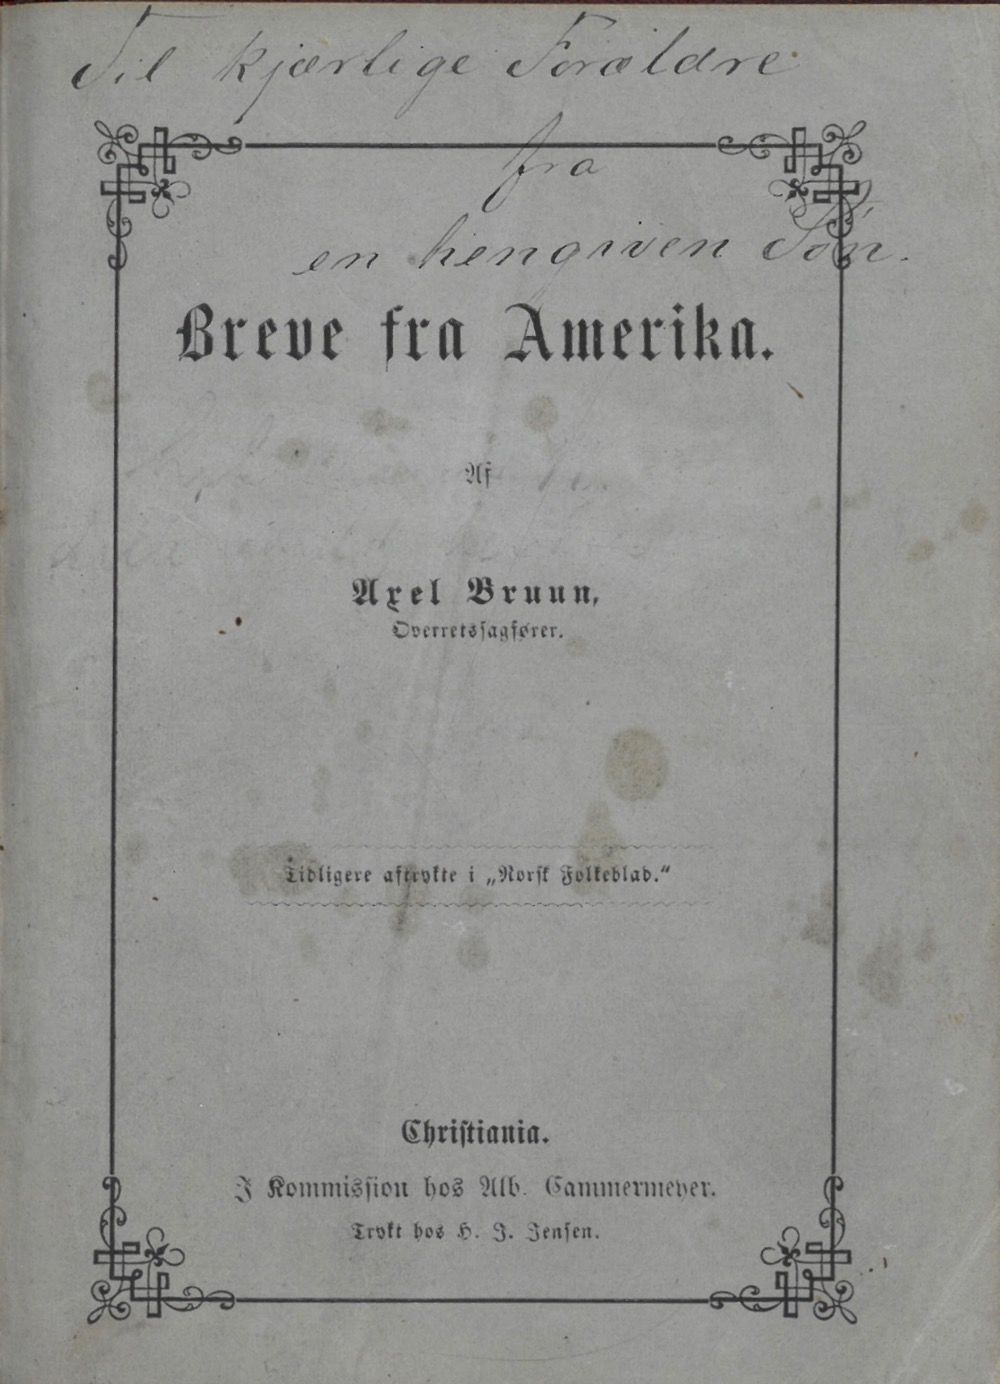 Til kjærlige Forældre
fra
en hengiven Søn.
Breve fra Amerika.
Af
Axel Bruun,
Overretssagfører.
Tidligere aftrykte i „Norsk Folkeblad.“
Christiania.
I Kommission hos Alb. Cammermeyer.
Trykt hos H. J. Jensen.